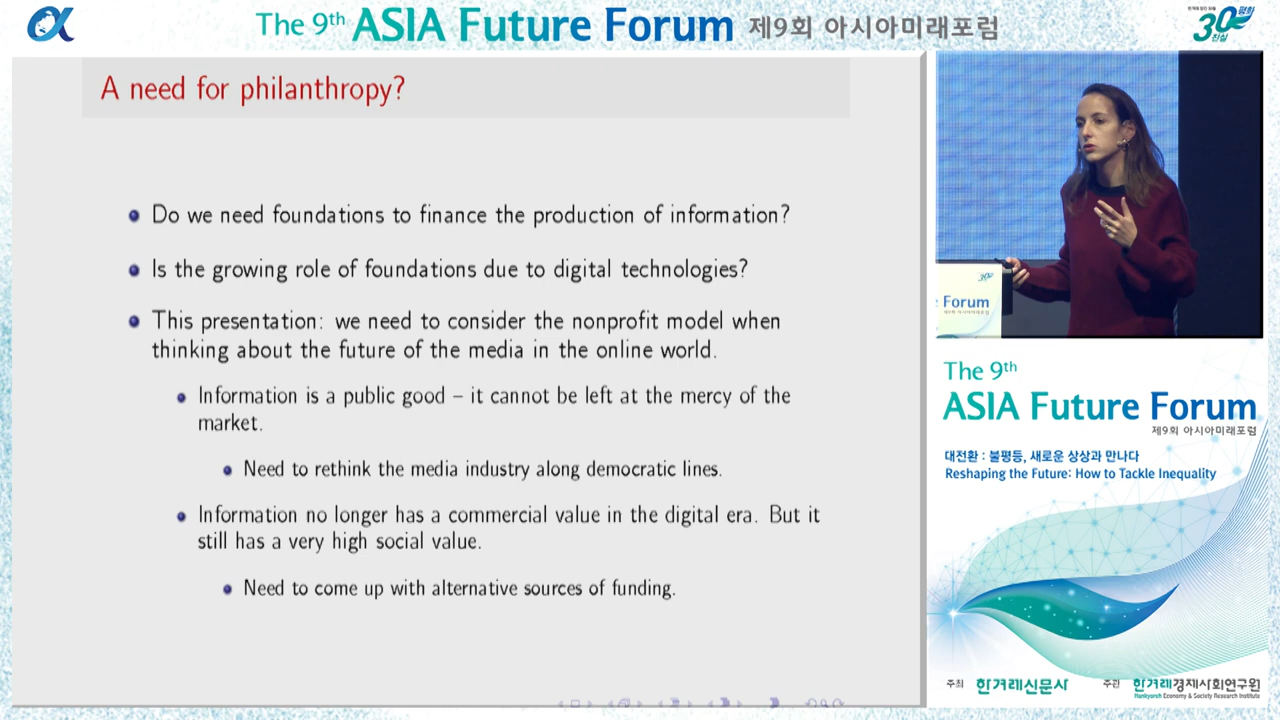 The 9th ASIA Future Forum 제9회 아시아미래포럼
30 평화 진실
A need for philanthropy?
Do we need foundations to finance the production of information?
Is the growing role of foundations due to digital technologies?
This presentation: we need to consider the nonprofit model when
thinking about the future of the media in the online world.
Information is a public good – it cannot be left at the mercy of the
market.
Need to rethink the media industry along democratic lines.
Information no longer has a commercial value in the digital era. But it
still has a very high social value.
Need to come up with alternative sources of funding.
Forum
The 9th
ASIA Future Forum
제9회 아시아미래포럼
대전환 : 불평등, 새로운 상상과 만나다
Reshaping the Future: How to Tackle Inequality
주최 한겨레신문사 주관 한겨레경제사회연구원
Hankyoreh Economy & Society Research Institute